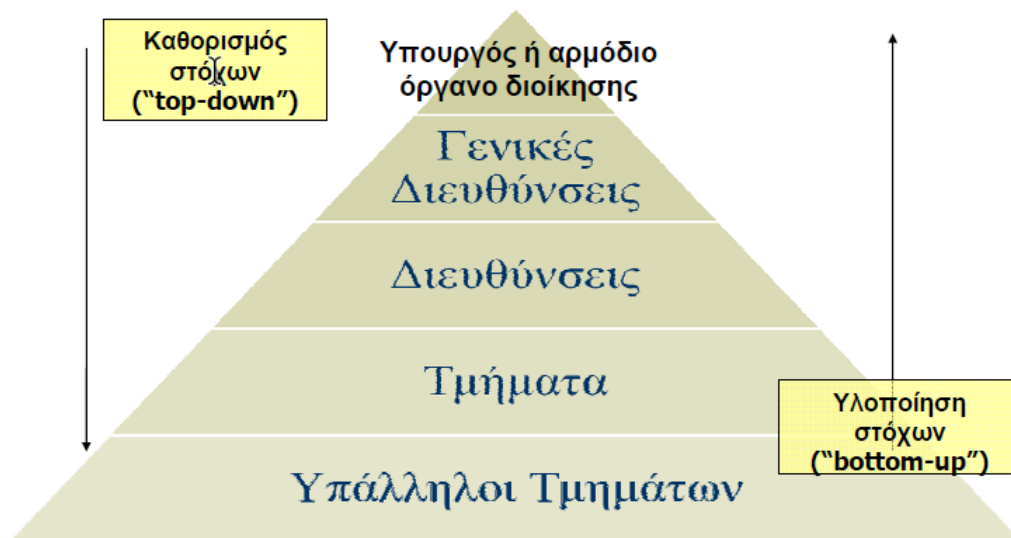 Καθορισμός
στόχων
(“top-down”)
Υπουργός ή αρμόδιο
όργανο διοίκησης
Γενικές
Διευθύνσεις
Διευθύνσεις
Τμήματα
Υλοποίηση
στόχων
(“bottom-up”)
Υπάλληλοι Τμημάτων